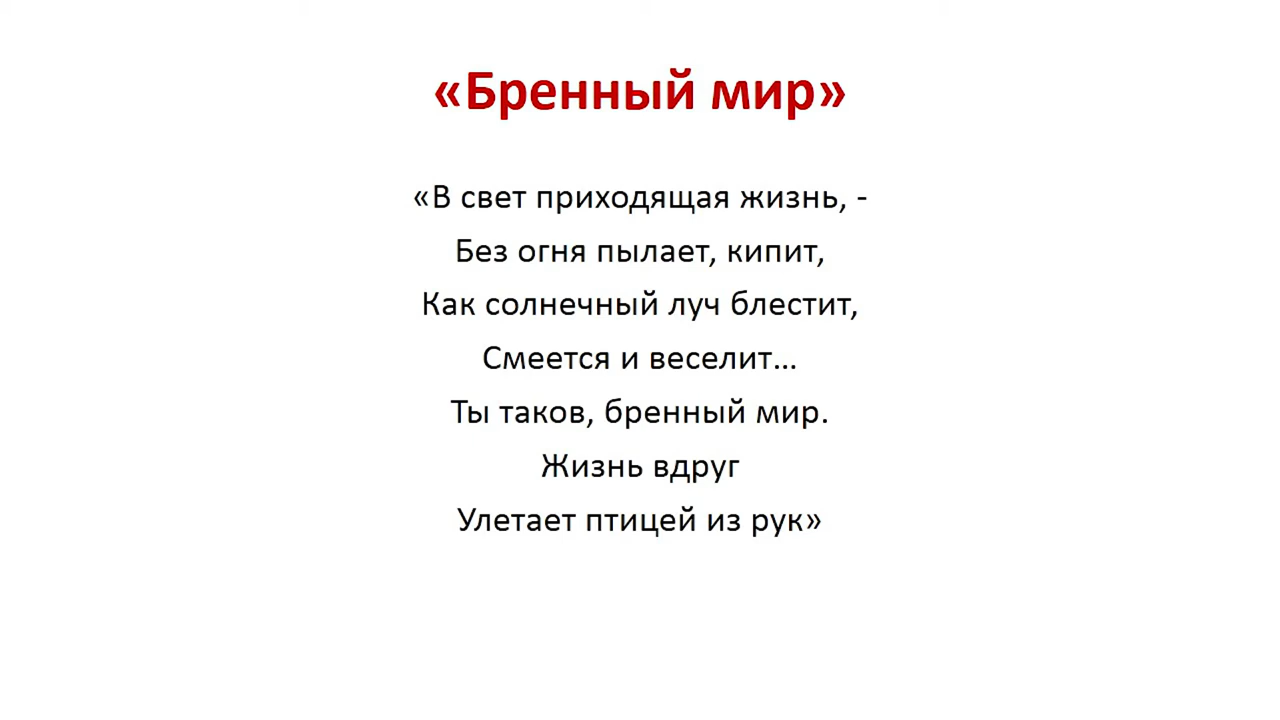 «Бренный мир»
«В свет приходящая жизнь, -
Без огня пылает, кипит,
Как солнечный луч блестит,
Смеется и веселит…
Ты таков, бренный мир.
Жизнь вдруг
Улетает птицей из рук»